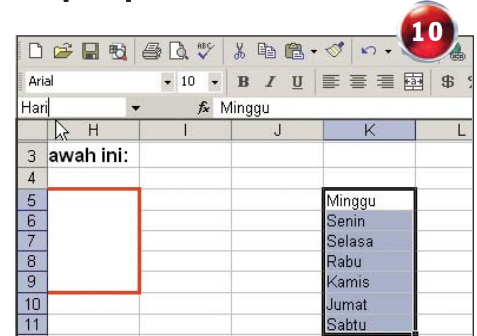 10
Arial 10 B I U $
Hari fx Minggu
H I J K L
3 awah ini:
4
5 Minggu
6 Senin
7 Selasa
8 Rabu
9 Kamis
10 Jumat
11 Sabtu